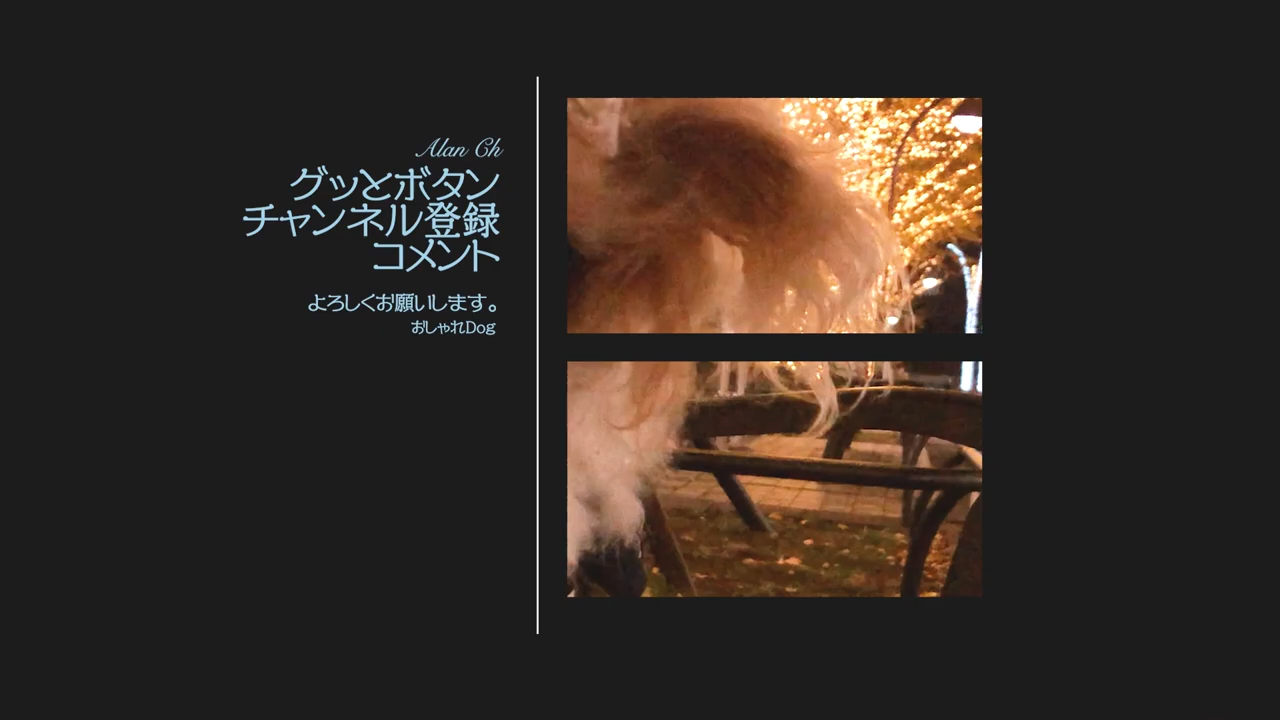 Alan Ch
グッとボタン
チャンネル登録
コメント
よろしくお願いします。
おしゃれDog